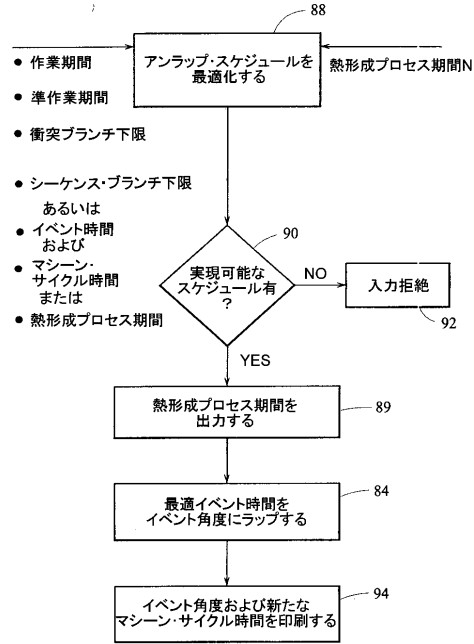 88
アンラップ・スケジュールを
最適化する
熱形成プロセス期間N
● 作業期間
● 準作業期間
● 衝突ブランチ下限
● シーケンス・ブランチ下限
あるいは
● イベント時間
および
● マシーン・
サイクル時間
または
● 熱形成プロセス期間
90
実現可能な
スケジュール有
?
NO
入力拒絶
92
YES
熱形成プロセス期間を
出力する
89
最適イベント時間を
イベント角度にラップする
84
イベント角度および新たな
マシーン・サイクル時間を印刷する
94